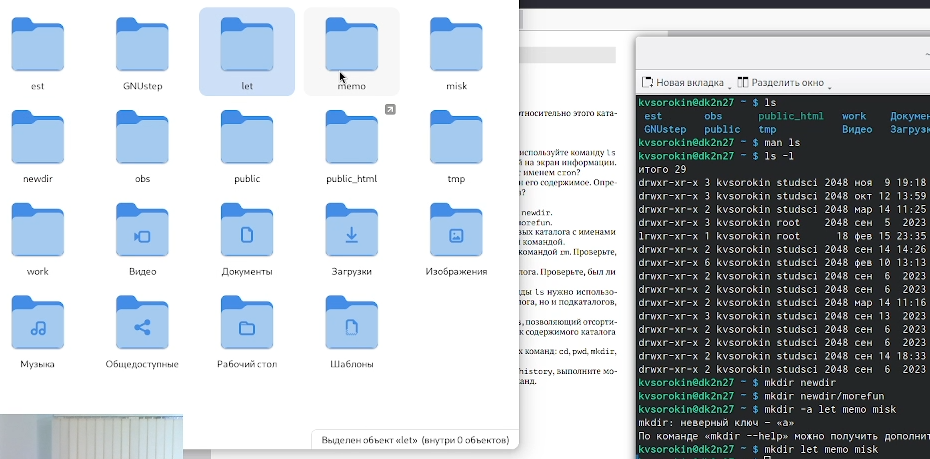 est GNUstep let memo misk
newdir obs public public_html tmp
work Видео Документы Загрузки Изображения
Музыка Общедоступные Рабочий стол Шаблоны
Выделен объект «let» (внутри 0 объектов)
относительно этого ката-
используйте команду ls
й на экран информации.
с именем cron?
и его содержимое. Опре-
?
newdir.
morefun.
вых каталога с именами
й командой.
командой rm. Проверьте,
лога. Проверьте, был ли
ды ls нужно использо-
лога, но и подкаталогов,
s, позволяющий отсорти-
к содержимого каталога
х команд: cd, pwd, mkdir,
history, выполните мо-
анд.
Новая вкладка Разделить окно
kvsorokin@dk2n27 ~ $ ls
est obs public_html work Докумен
GNUstep public tmp Видео Загрузк
kvsorokin@dk2n27 ~ $ man ls
kvsorokin@dk2n27 ~ $ ls -l
итого 29
drwxr-xr-x 3 kvsorokin studsci 2048 ноя 9 19:18
drwxr-xr-x 3 kvsorokin studsci 2048 окт 12 13:59
drwxr-xr-x 2 kvsorokin studsci 2048 мар 14 11:25
drwxr-xr-x 3 kvsorokin root 2048 сен 5 2023
lrwxr-xr-x 1 kvsorokin root 18 фев 15 23:35
drwxr-xr-x 2 kvsorokin studsci 2048 сен 14 14:26
drwxr-xr-x 6 kvsorokin studsci 2048 фев 10 13:13
drwxr-xr-x 2 kvsorokin studsci 2048 сен 6 2023
drwxr-xr-x 2 kvsorokin studsci 2048 сен 6 2023
drwxr-xr-x 2 kvsorokin studsci 2048 мар 14 11:16
drwxr-xr-x 3 kvsorokin studsci 2048 сен 13 2023
drwxr-xr-x 2 kvsorokin studsci 2048 сен 6 2023
drwxr-xr-x 2 kvsorokin studsci 2048 сен 6 2023
drwxr-xr-x 2 kvsorokin studsci 2048 сен 14 18:33
drwxr-xr-x 2 kvsorokin studsci 2048 сен 6 2023
kvsorokin@dk2n27 ~ $ mkdir newdir
kvsorokin@dk2n27 ~ $ mkdir newdir/morefun
kvsorokin@dk2n27 ~ $ mkdir -a let memo misk
mkdir: неверный ключ – «a»
По команде «mkdir --help» можно получить дополнит
kvsorokin@dk2n27 ~ $ mkdir let memo misk